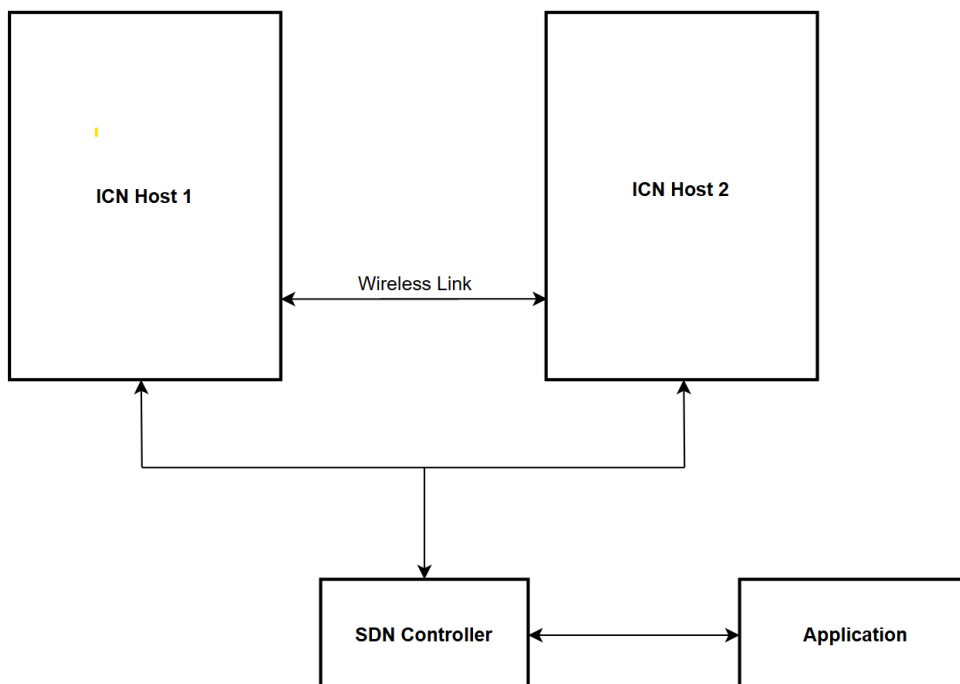 ICN Host 1
ICN Host 2
Wireless Link
SDN Controller
Application